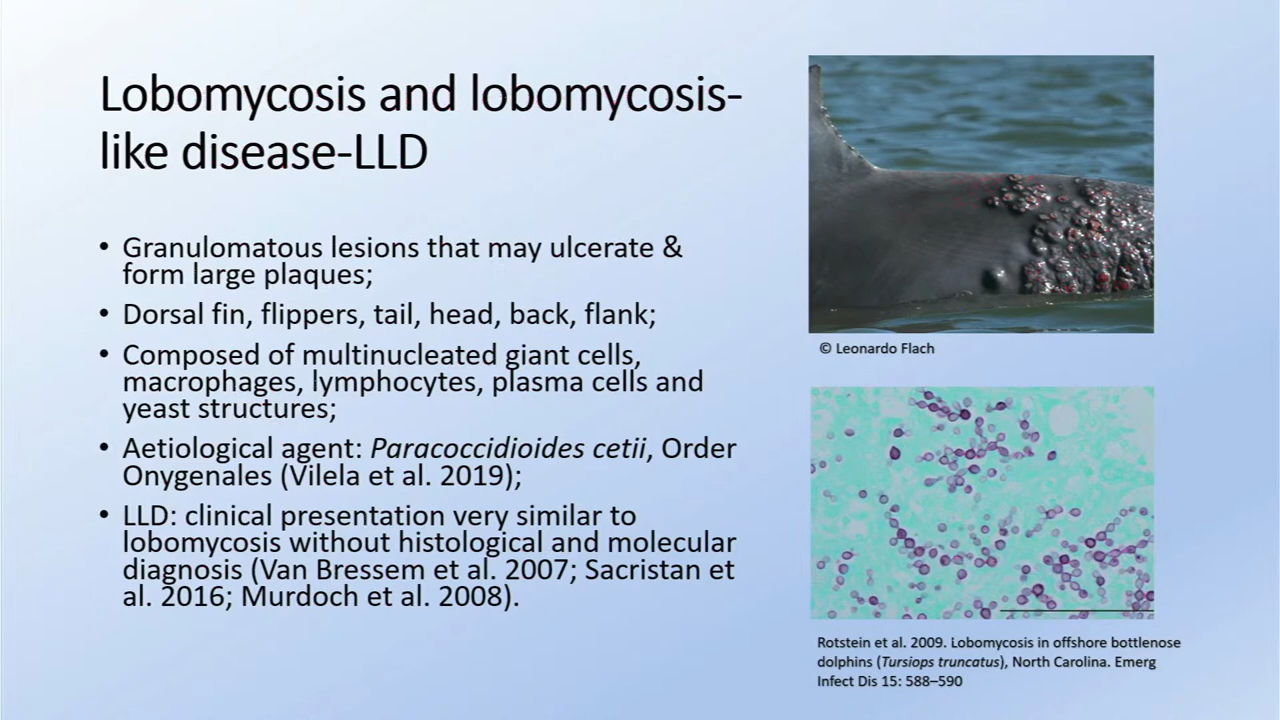 Lobomycosis and lobomycosis-
like disease-LLD
• Granulomatous lesions that may ulcerate &
form large plaques;
• Dorsal fin, flippers, tail, head, back, flank;
• Composed of multinucleated giant cells,
macrophages, lymphocytes, plasma cells and
yeast structures;
• Aetiological agent: Paracoccidioides cetii, Order
Onygenales (Vilela et al. 2019);
• LLD: clinical presentation very similar to
lobomycosis without histological and molecular
diagnosis (Van Bressem et al. 2007; Sacristan et
al. 2016; Murdoch et al. 2008).
© Leonardo Flach
Rotstein et al. 2009. Lobomycosis in offshore bottlenose
dolphins (Tursiops truncatus), North Carolina. Emerg
Infect Dis 15: 588–590